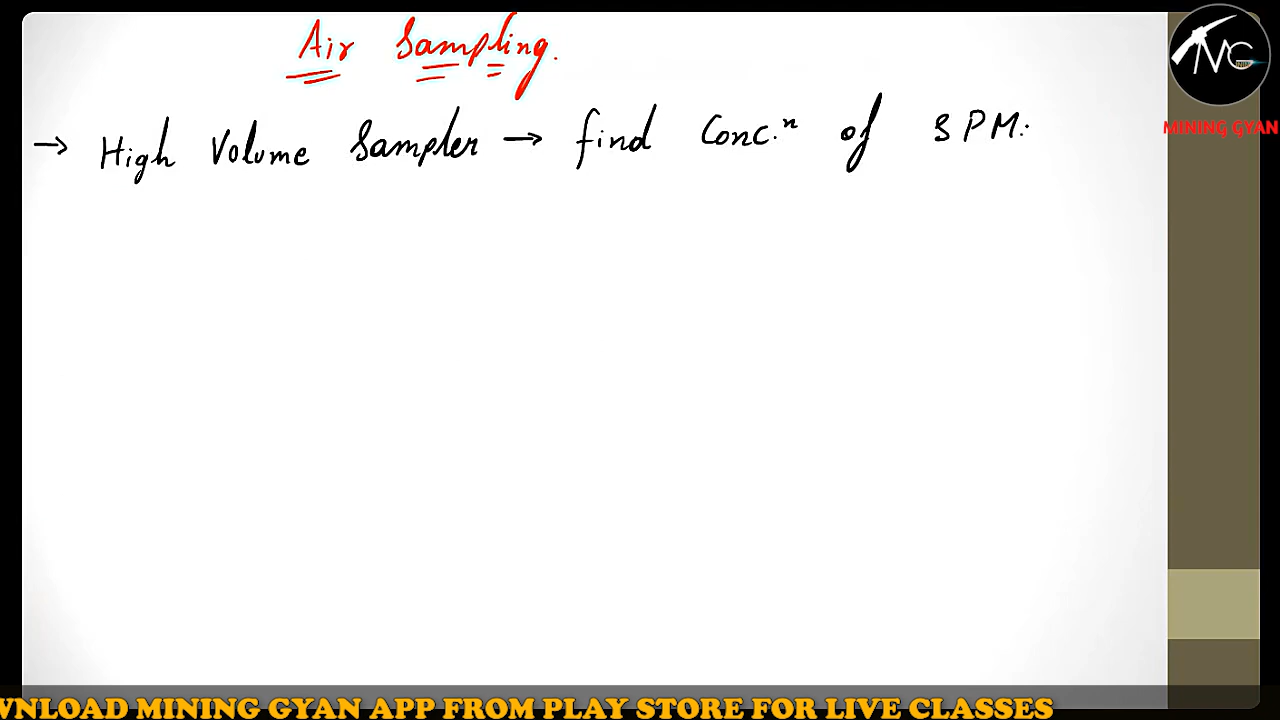 Air Sampling.
→ High Volume Sampler → find Conc.ⁿ of SPM.
MG
MINING GYAN
WNLOAD MINING GYAN APP FROM PLAY STORE FOR LIVE CLASSES